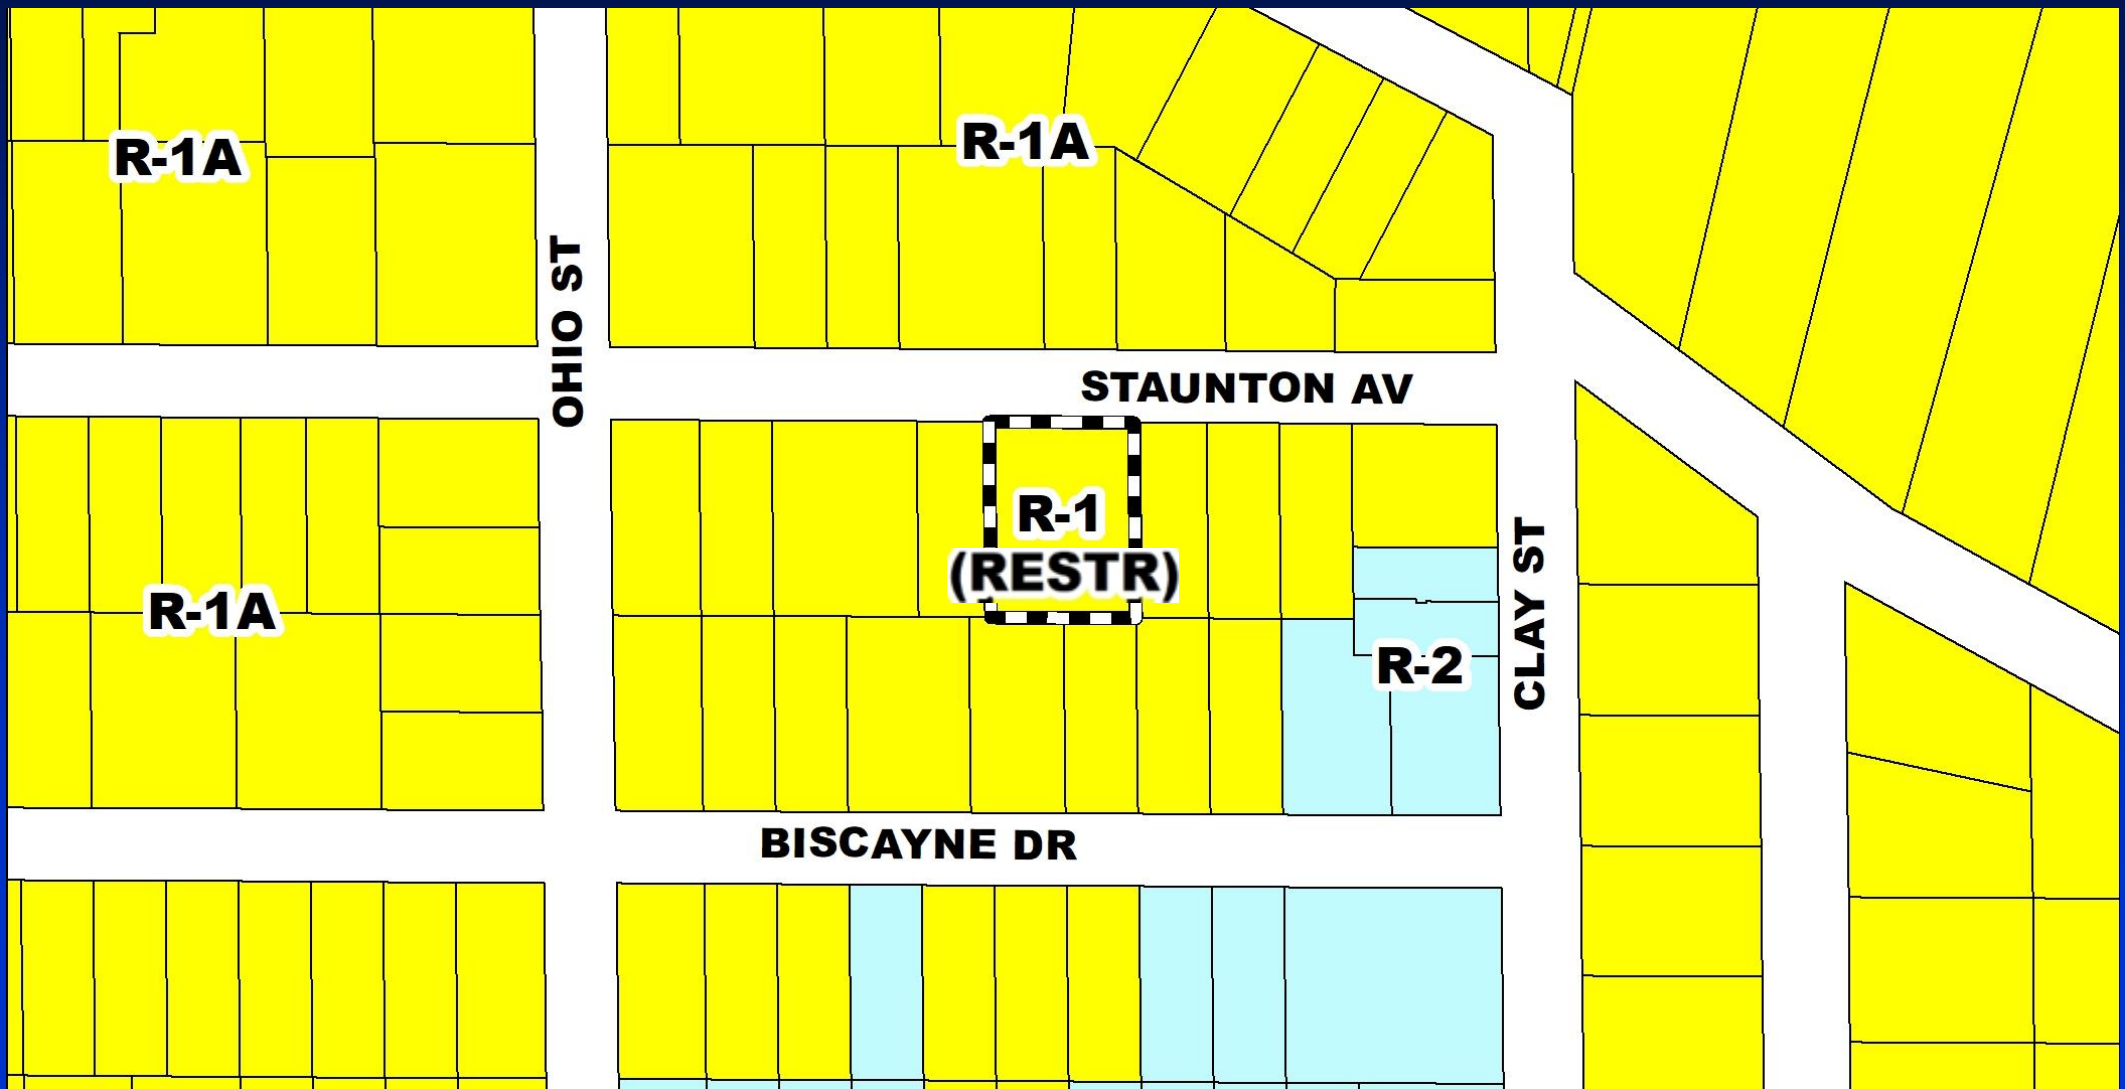 R-1A
R-1A
OHIO ST
STAUNTON AV
R-1
(RESTR)
R-1A
R-2
CLAY ST
BISCAYNE DR